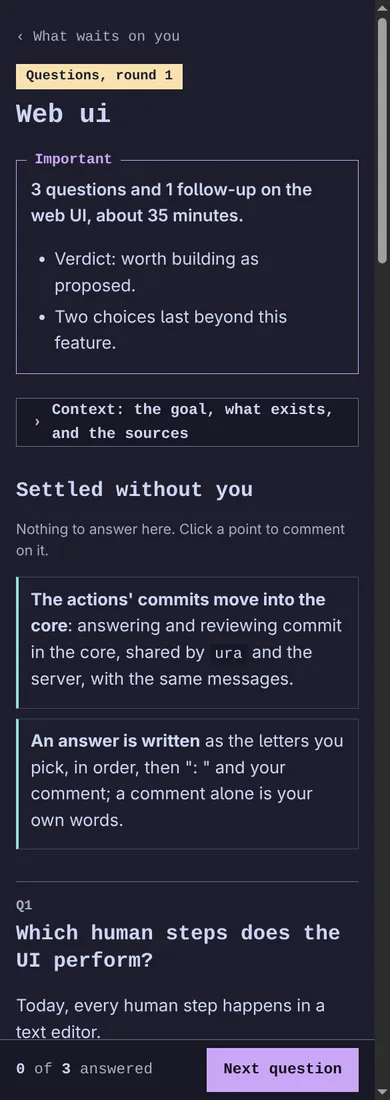 ‹ What waits on you
Questions, round 1
Web ui
Important
3 questions and 1 follow-up on the
web UI, about 35 minutes.
• Verdict: worth building as
proposed.
• Two choices last beyond this
feature.
› Context: the goal, what exists,
and the sources
Settled without you
Nothing to answer here. Click a point to comment
on it.
The actions' commits move into the
core: answering and reviewing commit
in the core, shared by ura and the
server, with the same messages.
An answer is written as the letters you
pick, in order, then ": " and your
comment; a comment alone is your
own words.
Q1
Which human steps does the
UI perform?
Today, every human step happens in a
text editor.
0 of 3 answered
Next question